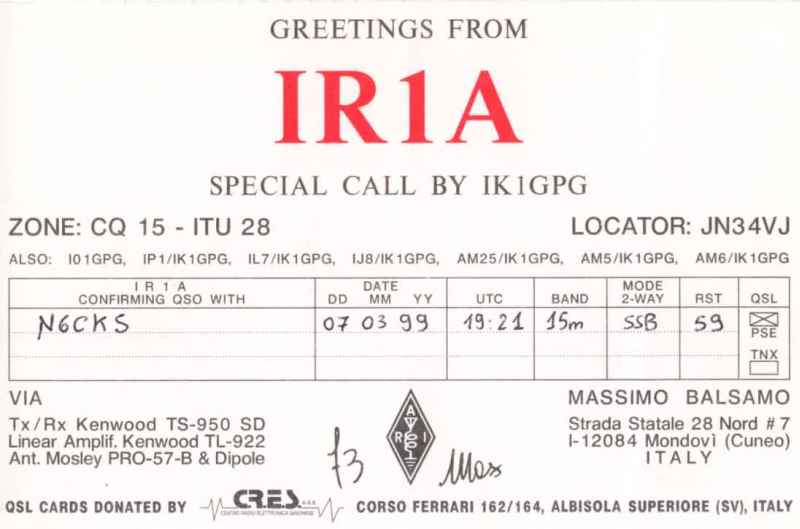 GREETINGS FROM
IR1A
SPECIAL CALL BY IK1GPG
ZONE: CQ 15 - ITU 28 LOCATOR: JN34VJ
ALSO: I01GPG, IP1/IK1GPG, IL7/IK1GPG, IJ8/IK1GPG, AM25/IK1GPG, AM5/IK1GPG, AM6/IK1GPG
IR1A
CONFIRMING QSO WITH DATE DD MM YY UTC BAND MODE 2-WAY RST QSL
N6CKS 07 03 99 19:21 15m SSB 59 PSE
TNX
VIA
Tx/Rx Kenwood TS-950 SD
Linear Amplif. Kenwood TL-922
Ant. Mosley PRO-57-B & Dipole
73
A
R I
Max
MASSIMO BALSAMO
Strada Statale 28 Nord # 7
I-12084 Mondovì (Cuneo)
ITALY
QSL CARDS DONATED BY C.R.E.S. CORSO FERRARI 162/164, ALBISOLA SUPERIORE (SV), ITALY